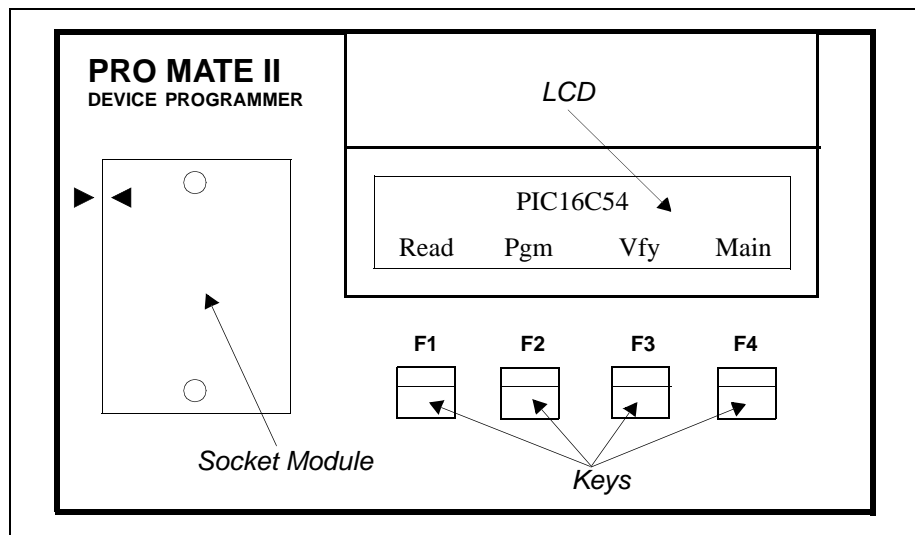 PRO MATE II
DEVICE PROGRAMMER
LCD
PIC16C54
Read Pgm Vfy Main
F1 F2 F3 F4
Socket Module
Keys